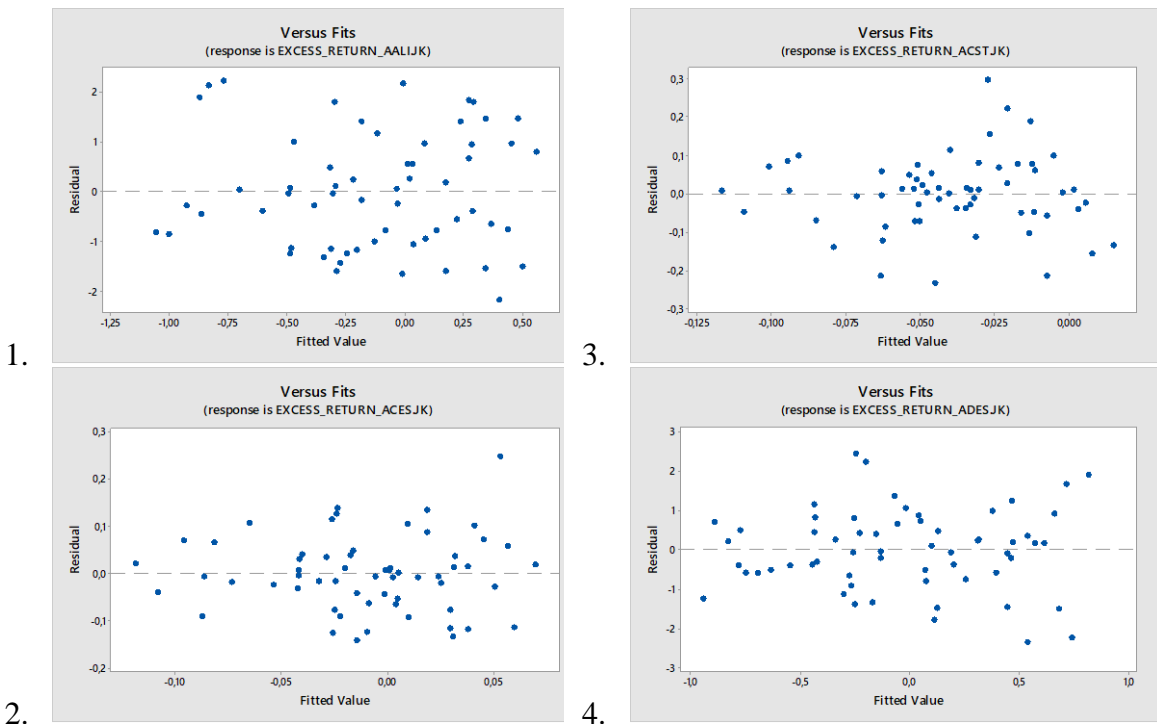 1.
Versus Fits
(response is EXCESS_RETURN_AALIJK)
Residual
2
1
0
-1
-2
-1,25 -1,00 -0,75 -0,50 -0,25 0,00 0,25 0,50
Fitted Value
3.
Versus Fits
(response is EXCESS_RETURN_ACSTJK)
Residual
0,3
0,2
0,1
0,0
-0,1
-0,2
-0,3
-0,125 -0,100 -0,075 -0,050 -0,025 0,000
Fitted Value
2.
Versus Fits
(response is EXCESS_RETURN_ACESJK)
Residual
0,3
0,2
0,1
0,0
-0,1
-0,2
-0,10 -0,05 0,00 0,05
Fitted Value
4.
Versus Fits
(response is EXCESS_RETURN_ADESJK)
Residual
3
2
1
0
-1
-2
-3
-1,0 -0,5 0,0 0,5 1,0
Fitted Value